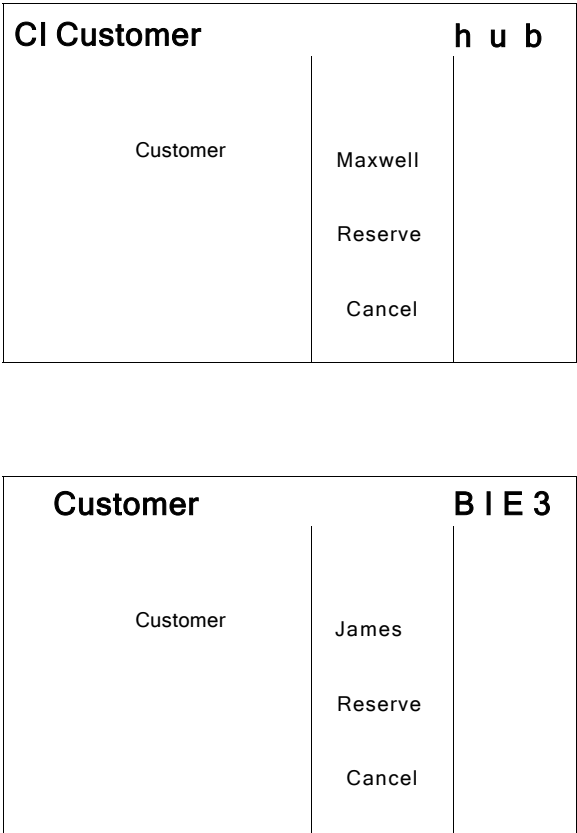 CI Customer h u b
Customer Maxwell
Reserve
Cancel
Customer B I E 3
Customer James
Reserve
Cancel